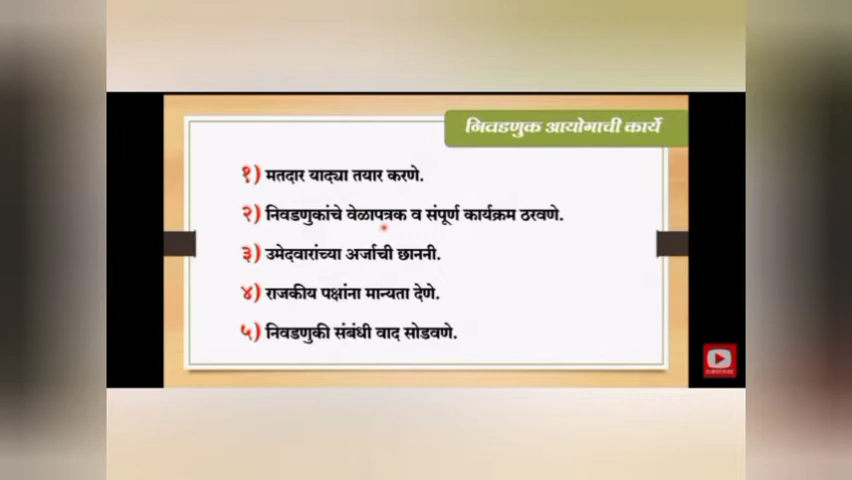 निवडणुक आयोगाची कार्ये
१) मतदार याद्या तयार करणे.
२) निवडणुकांचे वेळापत्रक व संपूर्ण कार्यक्रम ठरवणे.
३) उमेदवारांच्या अर्जाची छाननी.
४) राजकीय पक्षांना मान्यता देणे.
५) निवडणुकी संबंधी वाद सोडवणे.
SUBSCRIBE